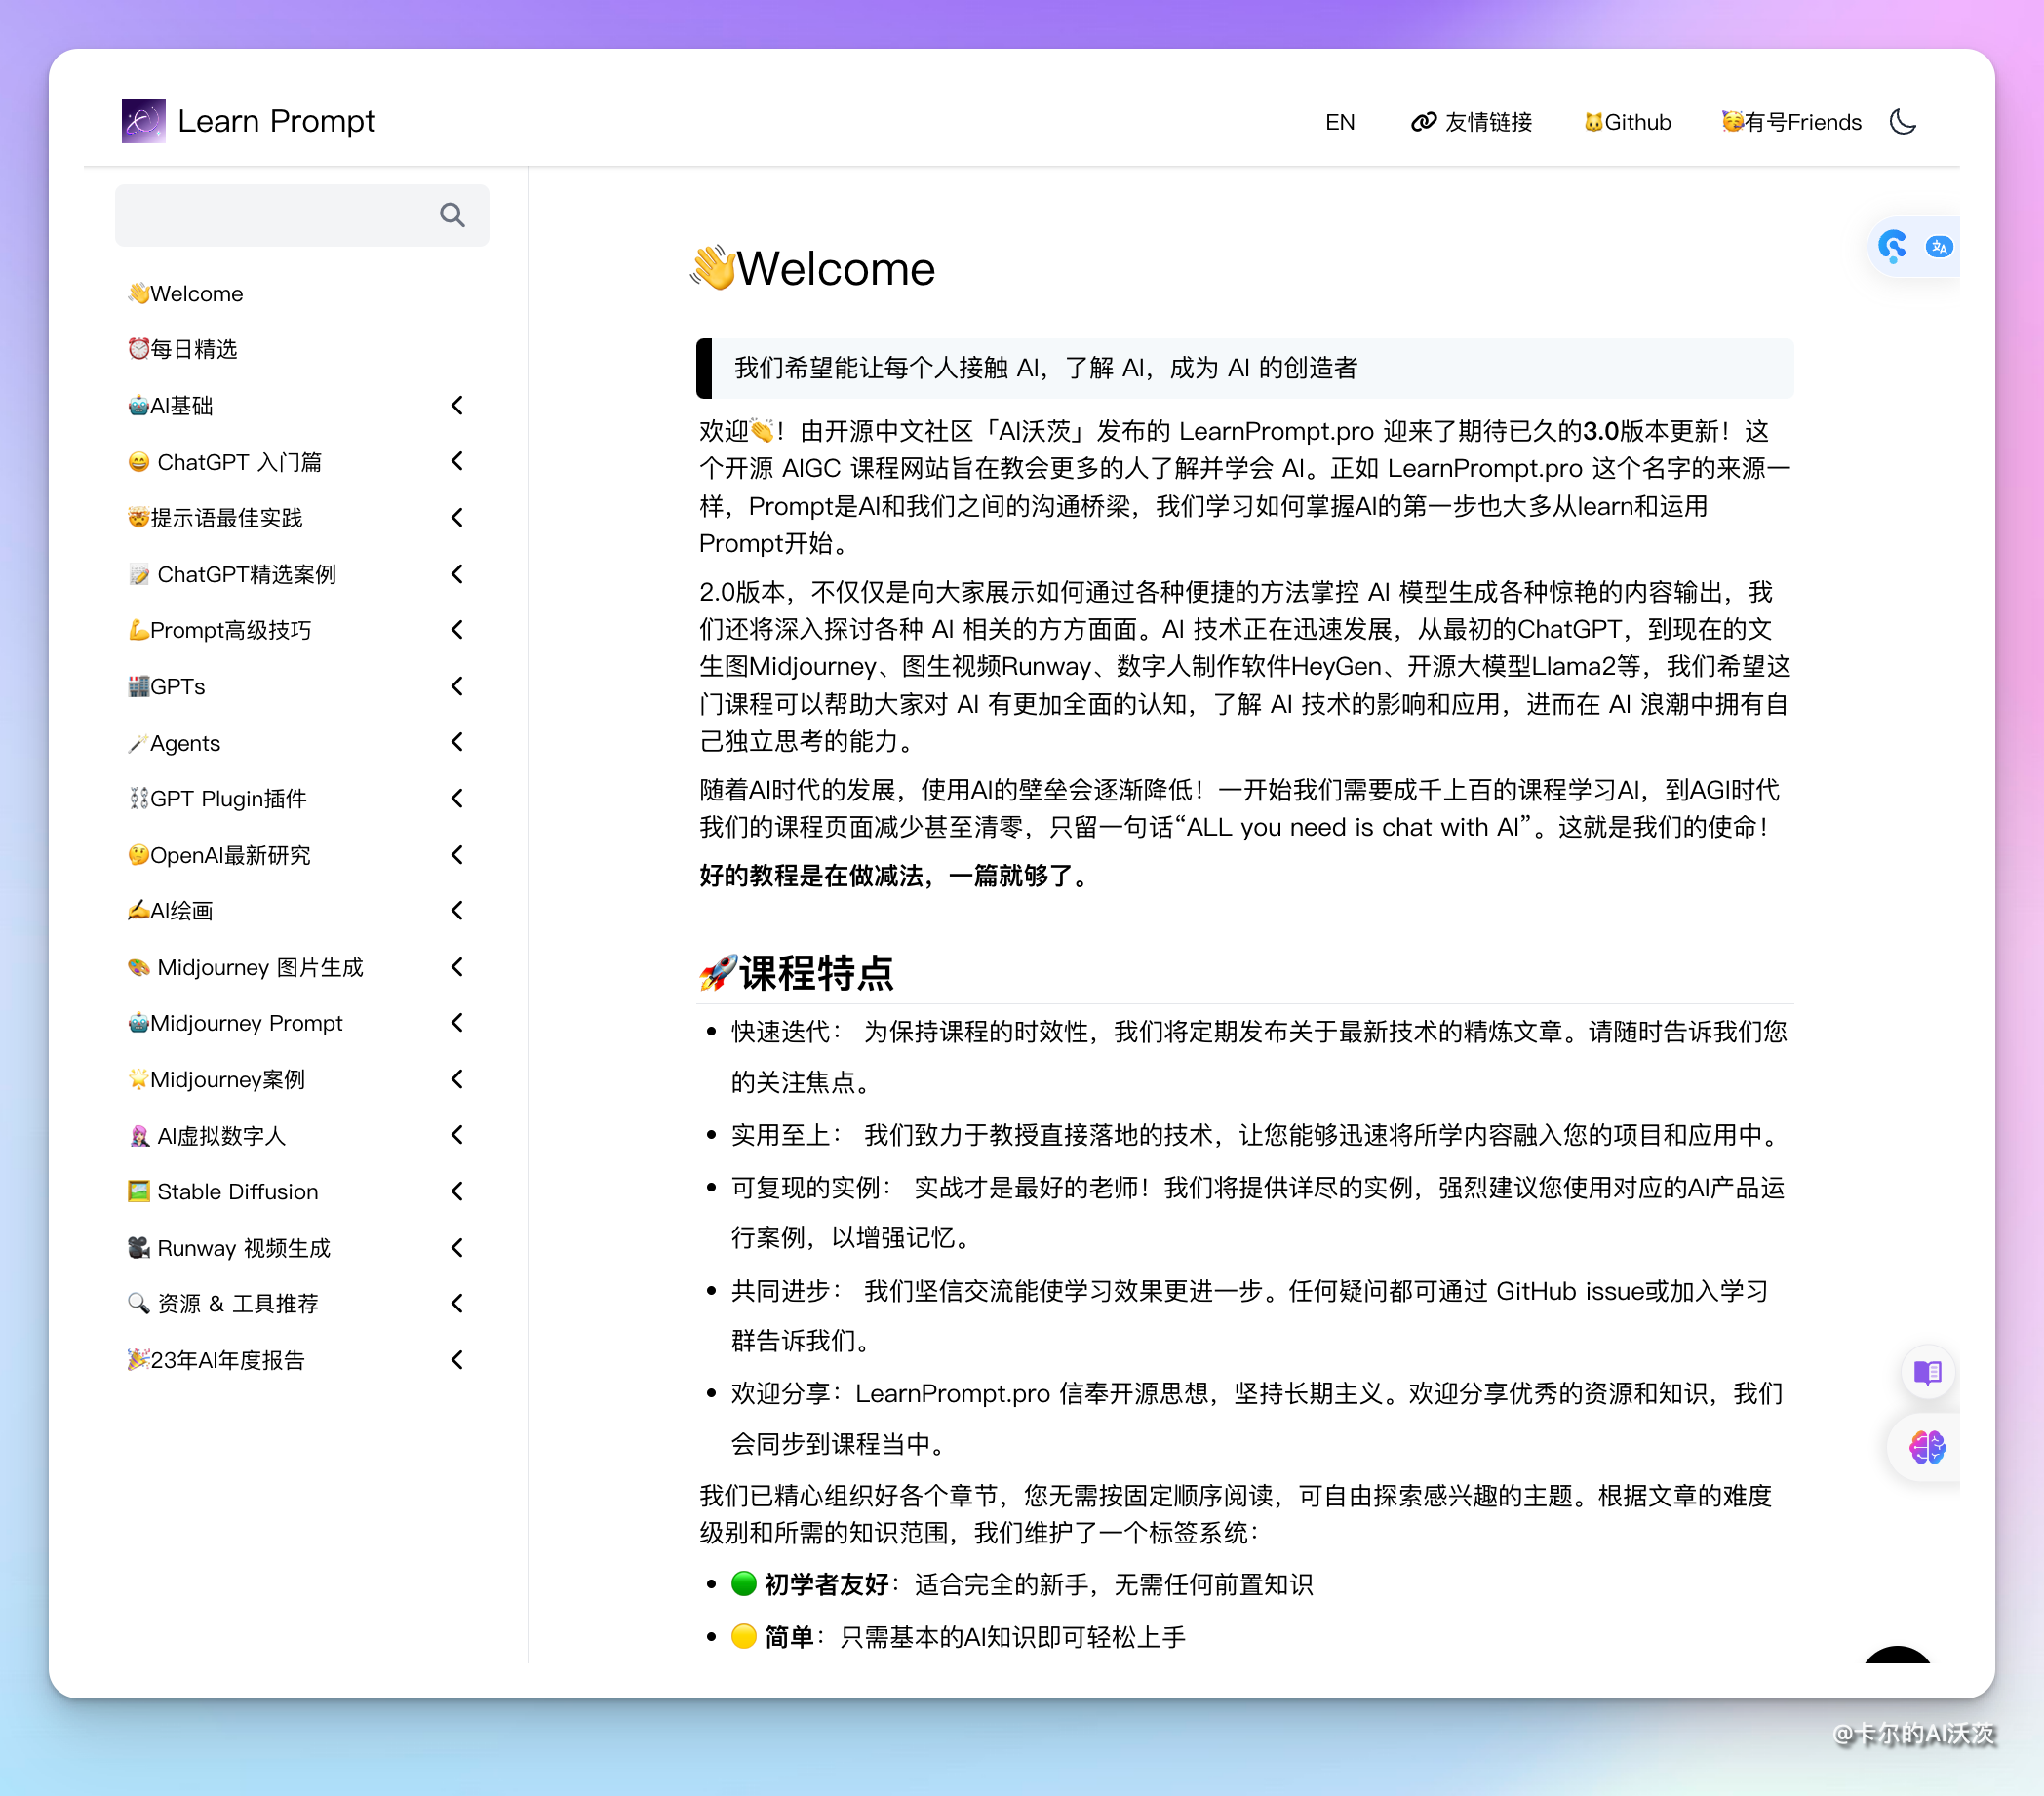 Learn Prompt
EN
友情链接
🐱Github
🥳有号Friends
👋Welcome
⏰每日精选
🤖AI基础
😄 ChatGPT 入门篇
🤯提示语最佳实践
📝 ChatGPT精选案例
💪Prompt高级技巧
🏬GPTs
🪄Agents
⛓GPT Plugin插件
🤔OpenAI最新研究
✍️AI绘画
🎨 Midjourney 图片生成
🤖Midjourney Prompt
🌟Midjourney案例
👩‍🎤 AI虚拟数字人
🖼️ Stable Diffusion
🎥 Runway 视频生成
🔍 资源 & 工具推荐
🎉23年AI年度报告
👋Welcome
我们希望能让每个人接触 AI，了解 AI，成为 AI 的创造者
欢迎👏！由开源中文社区「AI沃茨」发布的 LearnPrompt.pro 迎来了期待已久的3.0版本更新！这
个开源 AIGC 课程网站旨在教会更多的人了解并学会 AI。正如 LearnPrompt.pro 这个名字的来源一
样，Prompt是AI和我们之间的沟通桥梁，我们学习如何掌握AI的第一步也大多从learn和运用
Prompt开始。
2.0版本，不仅仅是向大家展示如何通过各种便捷的方法掌控 AI 模型生成各种惊艳的内容输出，我
们还将深入探讨各种 AI 相关的方方面面。AI 技术正在迅速发展，从最初的ChatGPT，到现在的文
生图Midjourney、图生视频Runway、数字人制作软件HeyGen、开源大模型Llama2等，我们希望这
门课程可以帮助大家对 AI 有更加全面的认知，了解 AI 技术的影响和应用，进而在 AI 浪潮中拥有自
己独立思考的能力。
随着AI时代的发展，使用AI的壁垒会逐渐降低！一开始我们需要成千上百的课程学习AI，到AGI时代
我们的课程页面减少甚至清零，只留一句话“ALL you need is chat with AI”。这就是我们的使命！
好的教程是在做减法，一篇就够了。
🚀课程特点
• 快速迭代： 为保持课程的时效性，我们将定期发布关于最新技术的精炼文章。请随时告诉我们您
的关注焦点。
• 实用至上： 我们致力于教授直接落地的技术，让您能够迅速将所学内容融入您的项目和应用中。
• 可复现的实例： 实战才是最好的老师！我们将提供详尽的实例，强烈建议您使用对应的AI产品运
行案例，以增强记忆。
• 共同进步： 我们坚信交流能使学习效果更进一步。任何疑问都可通过 GitHub issue或加入学习
群告诉我们。
• 欢迎分享：LearnPrompt.pro 信奉开源思想，坚持长期主义。欢迎分享优秀的资源和知识，我们
会同步到课程当中。
我们已精心组织好各个章节，您无需按固定顺序阅读，可自由探索感兴趣的主题。根据文章的难度
级别和所需的知识范围，我们维护了一个标签系统：
• 🟢 初学者友好：适合完全的新手，无需任何前置知识
• 🟡 简单：只需基本的AI知识即可轻松上手
@卡尔的AI沃茨